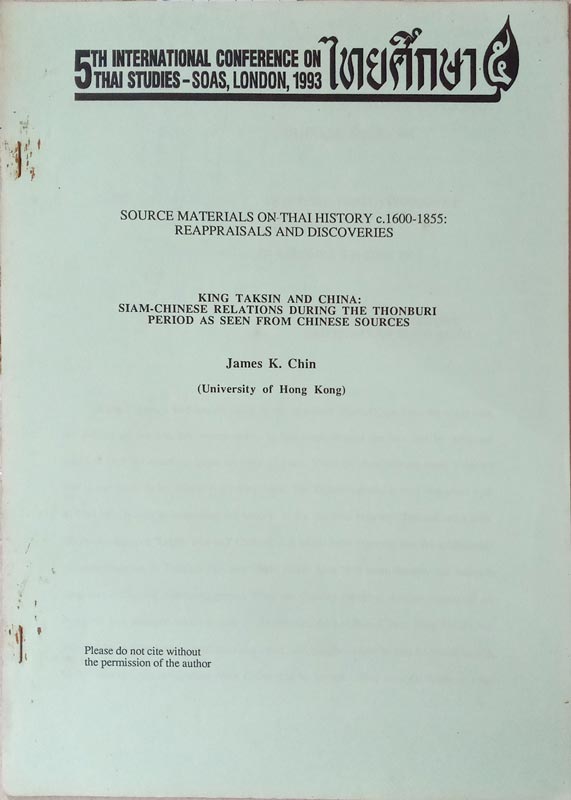 5TH INTERNATIONAL CONFERENCE ON
THAI STUDIES – SOAS, LONDON, 1993
ไทยศึกษา ๕
SOURCE MATERIALS ON THAI HISTORY c.1600-1855:
REAPPRAISALS AND DISCOVERIES
KING TAKSIN AND CHINA:
SIAM-CHINESE RELATIONS DURING THE THONBURI
PERIOD AS SEEN FROM CHINESE SOURCES
James K. Chin
(University of Hong Kong)
Please do not cite without
the permission of the author